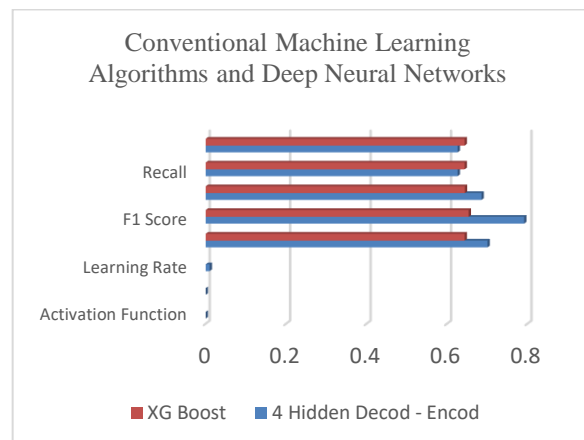 Conventional Machine Learning
Algorithms and Deep Neural Networks
Recall
F1 Score
Learning Rate
Activation Function
0 0.2 0.4 0.6 0.8
XG Boost 4 Hidden Decod - Encod